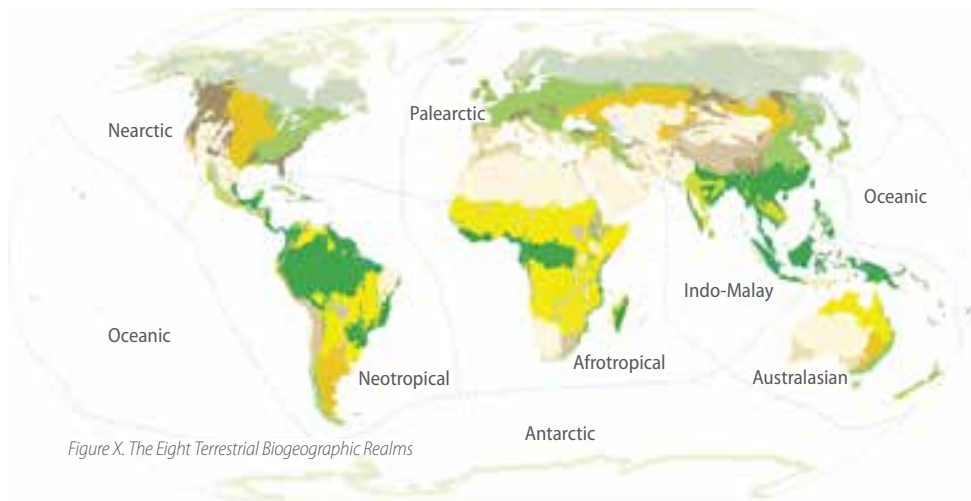 Palearctic
Nearctic
Oceanic
Indo-Malay
Oceanic
Afrotropical
Neotropical
Australasian
Antarctic
Figure X. The Eight Terrestrial Biogeographic Realms